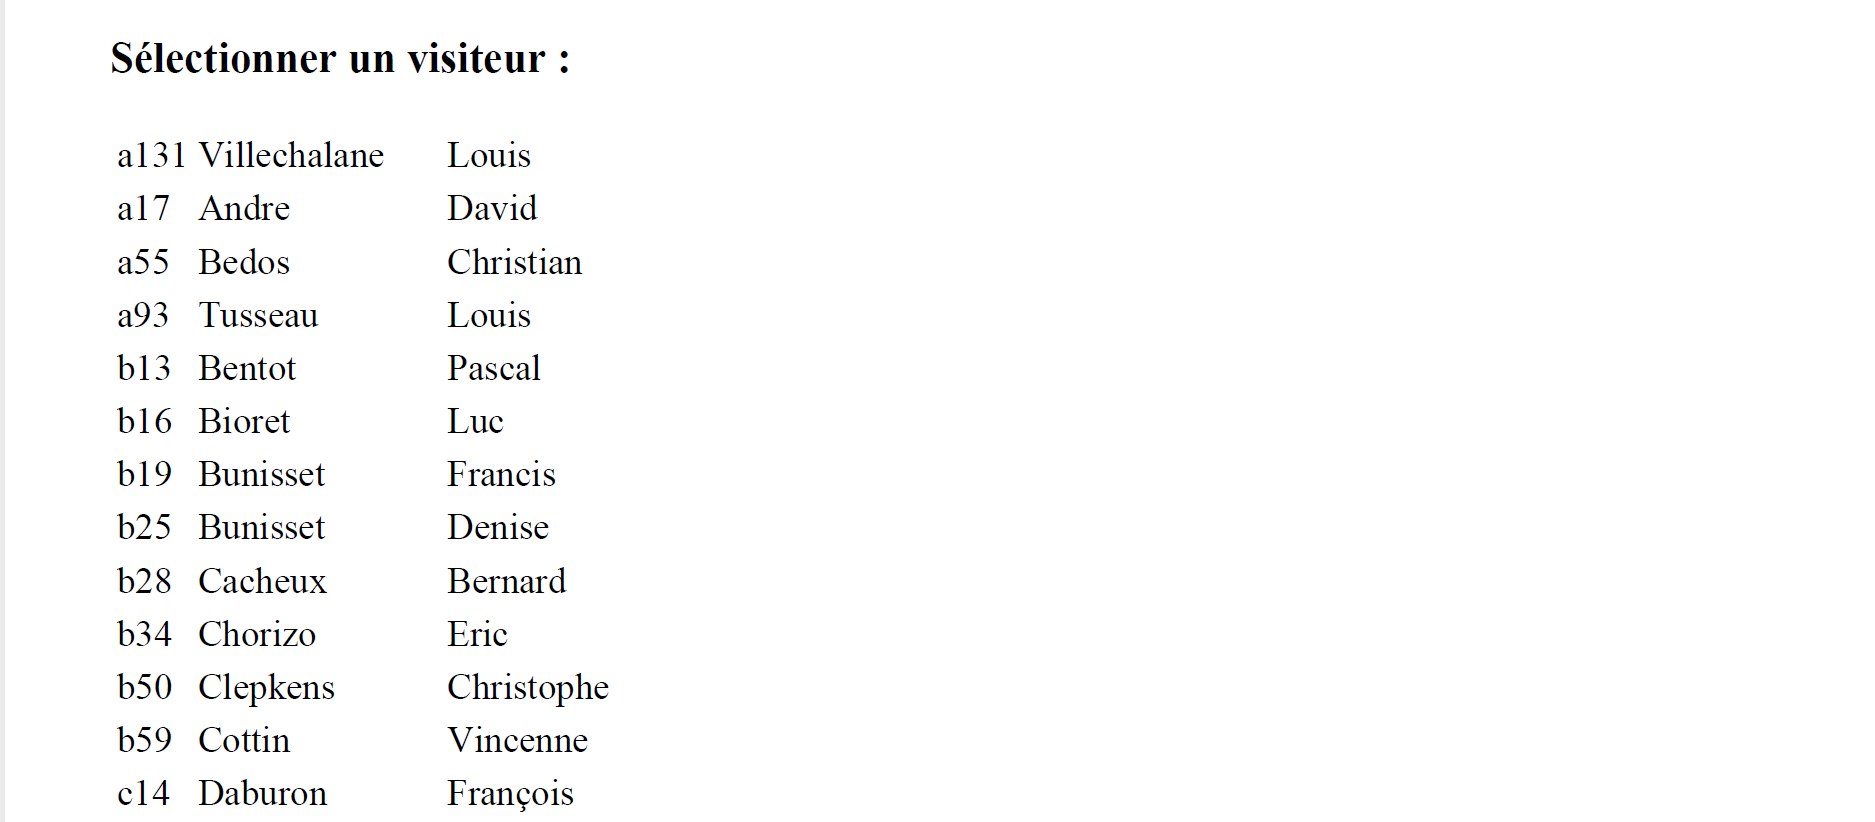 Sélectionner un visiteur :
a131 Villechalane Louis
a17 Andre David
a55 Bedos Christian
a93 Tusseau Louis
b13 Bentot Pascal
b16 Bioret Luc
b19 Bunisset Francis
b25 Bunisset Denise
b28 Cacheux Bernard
b34 Chorizo Eric
b50 Clepkens Christophe
b59 Cottin Vincenne
c14 Daburon François